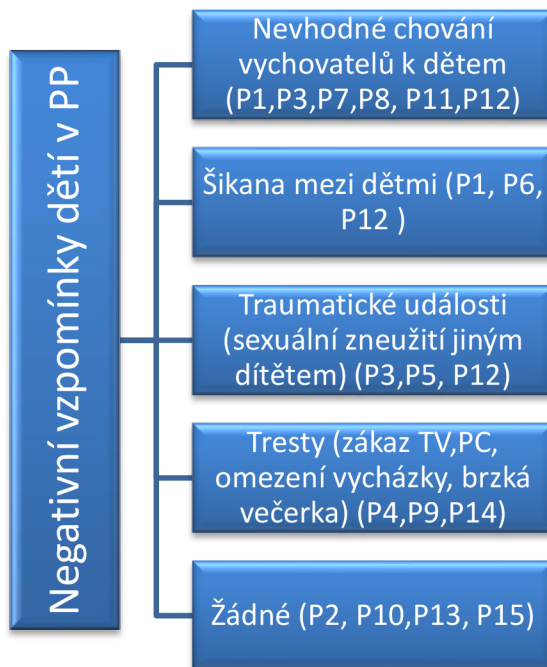 Negativní vzpomínky dětí v PP
Nevhodné chování
vychovatelů k dětem
(P1,P3,P7,P8, P11,P12)
Šikana mezi dětmi (P1, P6,
P12 )
Traumatické události
(sexuální zneužití jiným
dítětem) (P3,P5, P12)
Tresty (zákaz TV,PC,
omezení vycházky, brzká
večerka) (P4,P9,P14)
Žádné (P2, P10,P13, P15)